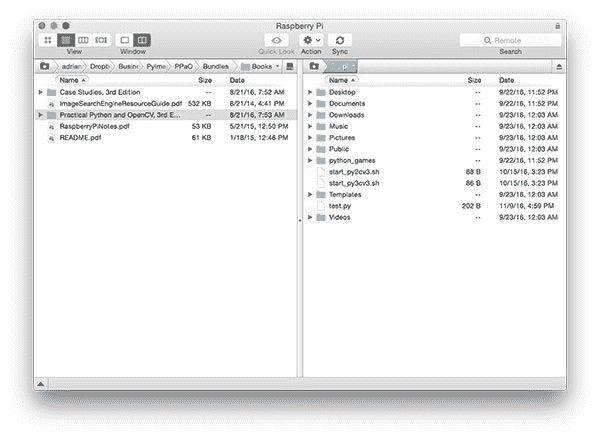 Raspberry Pi
View Window Quick Look Action Sync Remote Search
adrian Dropb Busine PyIma PPaO Bundles Books
Name Size Date
Case Studies, 3rd Edition -- 8/21/16, 7:52 AM
ImageSearchEngineResourceGuide.pdf 532 KB 8/21/14, 4:41 PM
Practical Python and OpenCV, 3rd E... -- 8/21/16, 7:53 AM
RaspberryPiNotes.pdf 53 KB 5/21/15, 12:50 PM
README.pdf 61 KB 1/18/15, 12:46 PM
pi
Name Size Date
Desktop -- 9/22/16, 11:52 PM
Documents -- 9/22/16, 11:52 PM
Downloads -- 9/23/16, 12:03 AM
Music -- 9/23/16, 12:03 AM
Pictures -- 9/23/16, 12:03 AM
Public -- 9/23/16, 12:03 AM
python_games -- 9/22/16, 11:52 PM
start_py2cv3.sh 88 B 10/15/16, 3:23 PM
start_py3cv3.sh 86 B 10/15/16, 3:23 PM
Templates -- 9/23/16, 12:03 AM
test.py 202 B 11/9/16, 4:59 PM
Videos -- 9/23/16, 12:03 AM